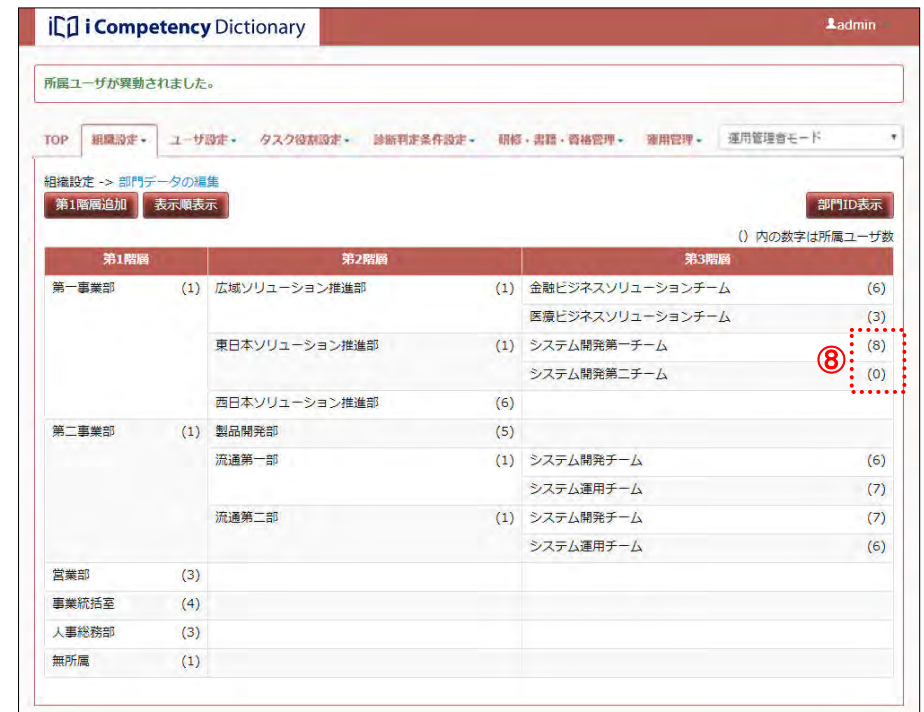 iCD i Competency Dictionary admin
所属ユーザが異動されました。
TOP 組織設定 ユーザ設定 タスク役割設定 診断判定条件設定 研修・書籍・資格管理 運用管理 運用管理者モード
組織設定 -> 部門データの編集
第1階層追加 表示順表示 部門ID表示
() 内の数字は所属ユーザ数
第1階層 第2階層 第3階層
第一事業部 (1) 広域ソリューション推進部 (1) 金融ビジネスソリューションチーム (6)
医療ビジネスソリューションチーム (3)
東日本ソリューション推進部 (1) システム開発第一チーム (8)
⑧
システム開発第二チーム (0)
西日本ソリューション推進部 (6)
第二事業部 (1) 製品開発部 (5)
流通第一部 (1) システム開発チーム (6)
システム運用チーム (7)
流通第二部 (1) システム開発チーム (7)
システム運用チーム (6)
営業部 (3)
事業統括室 (4)
人事総務部 (3)
無所属 (1)